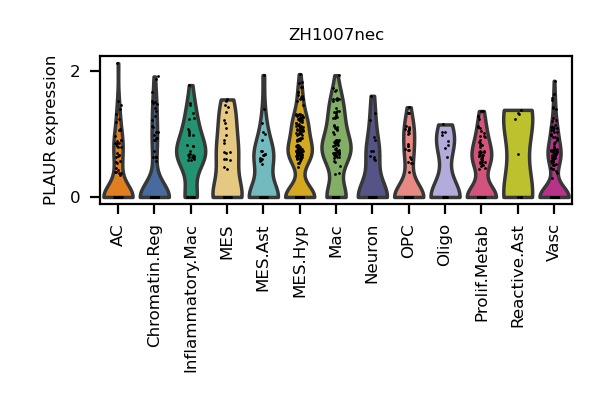 ZH1007nec
PLAUR expression
2
0
AC
Chromatin.Reg
Inflammatory.Mac
MES
MES.Ast
MES.Hyp
Mac
Neuron
OPC
Oligo
Prolif.Metab
Reactive.Ast
Vasc